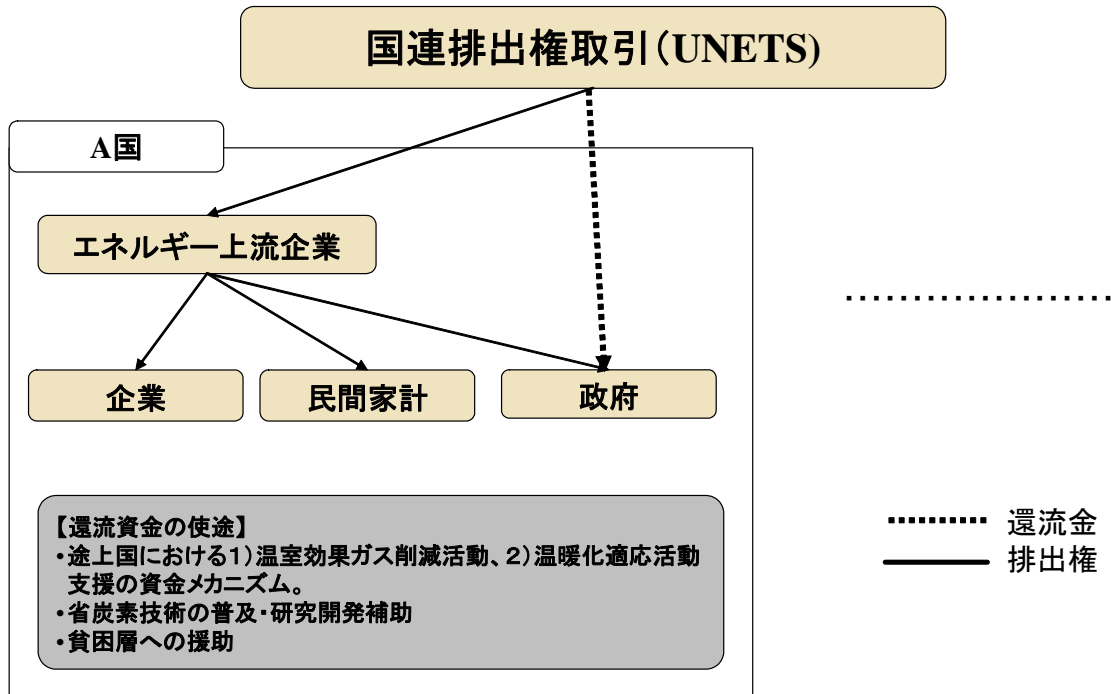 国連排出権取引(UNETS)
A国
エネルギー上流企業
企業
民間家計
政府
【還流資金の使途】
・途上国における1)温室効果ガス削減活動、2)温暖化適応活動
支援の資金メカニズム。
・省炭素技術の普及・研究開発補助
・貧困層への援助
還流金
排出権